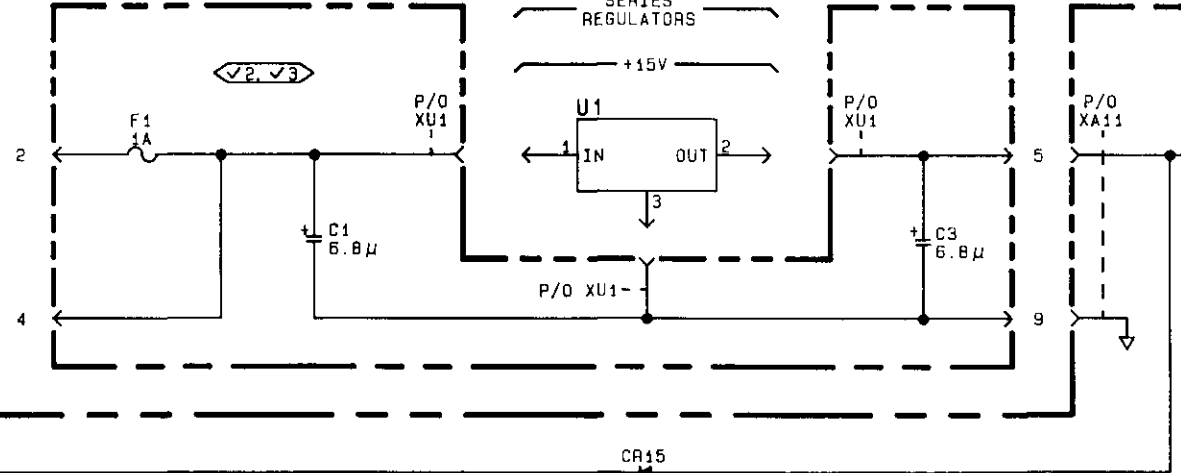 SERIES
REGULATORS
+15V
√2, √3
P/O
XU1
F1
1A
2
U1
1 IN OUT 2
3
P/O
XU1
5
P/O
XA11
+ C1
6.8µ
+ C3
6.8µ
P/O XU1
4
9
CR15